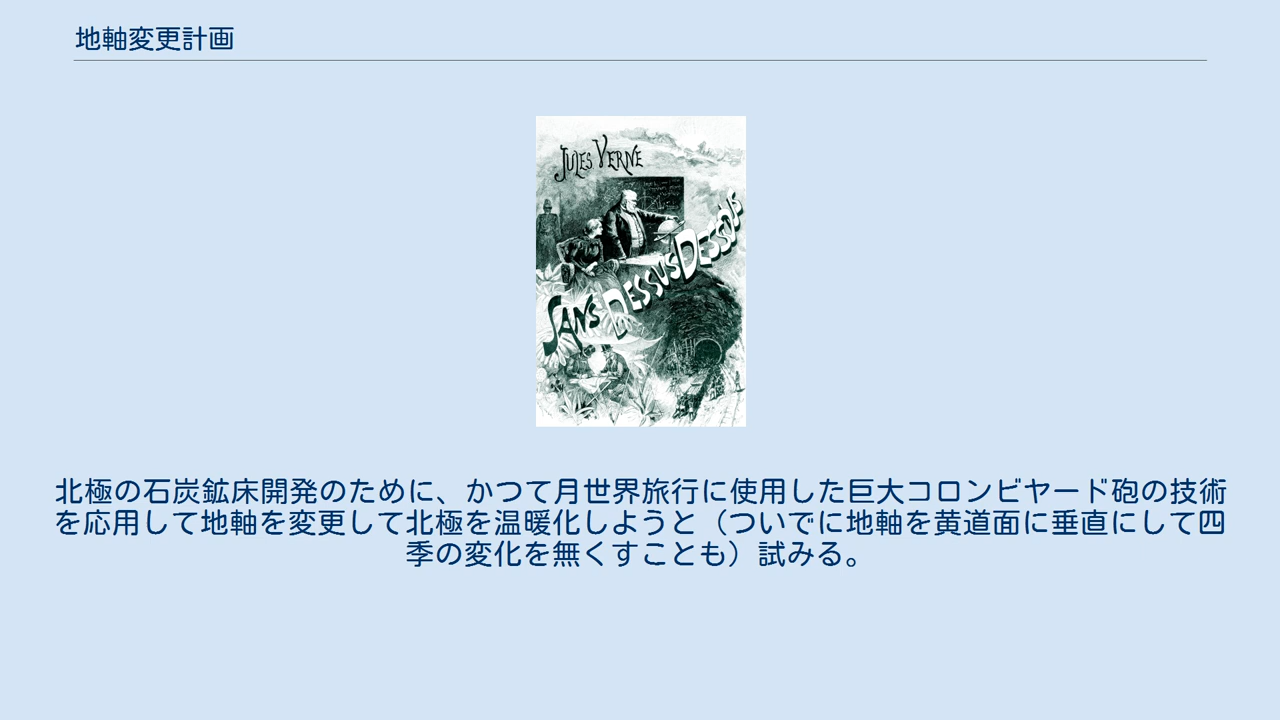 地軸変更計画
JULES VERNE
SANS DESSUS DESSOUS
北極の石炭鉱床開発のために、かつて月世界旅行に使用した巨大コロンビヤード砲の技術
を応用して地軸を変更して北極を温暖化しようと（ついでに地軸を黄道面に垂直にして四
季の変化を無くすことも）試みる。